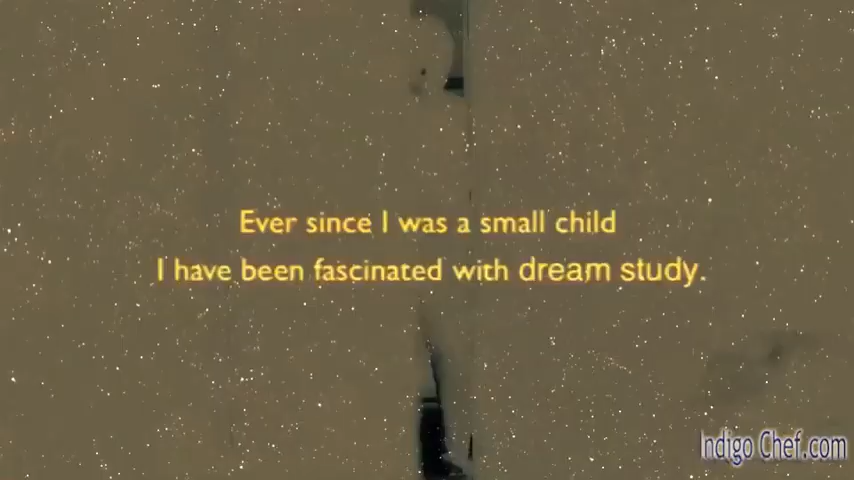 Ever since I was a small child
I have been fascinated with dream study.
Indigo Chef.com